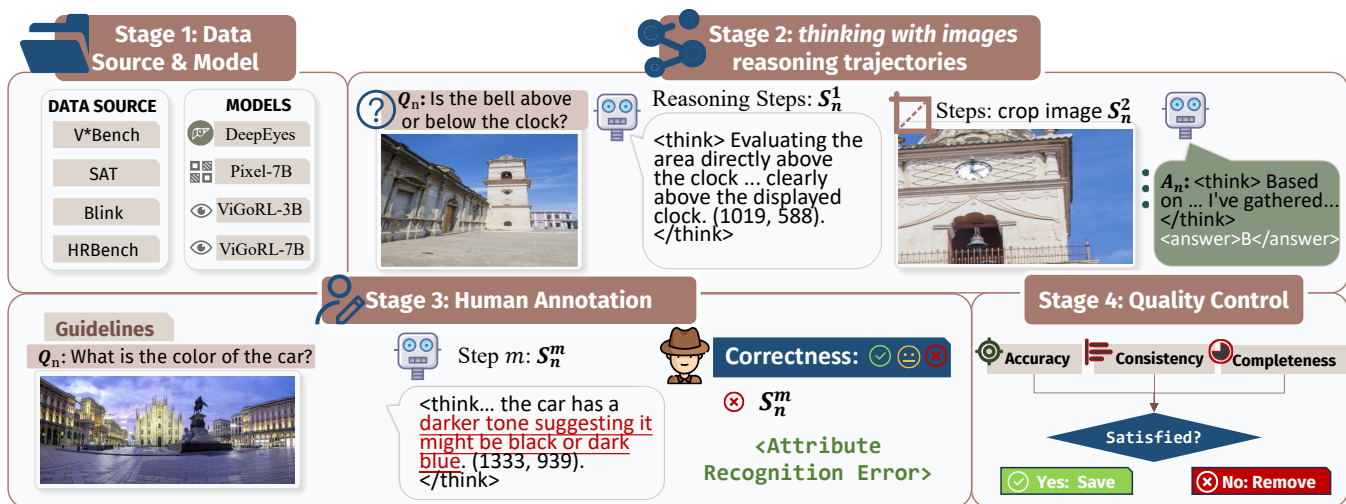 Stage 1: Data
Source & Model
DATA SOURCE
V*Bench
SAT
Blink
HRBench
MODELS
DeepEyes
Pixel-7B
ViGoRL-3B
ViGoRL-7B
Stage 2: thinking with images
reasoning trajectories
Qₙ: Is the bell above
or below the clock?
Reasoning Steps: Sₙ¹
<think> Evaluating the
area directly above
the clock ... clearly
above the displayed
clock. (1019, 588).
</think>
Steps: crop image Sₙ²
Aₙ: <think> Based
on ... I've gathered...
</think>
<answer>B</answer>
Stage 3: Human Annotation
Guidelines
Qₙ: What is the color of the car?
Step m: Sₙᵐ
<think... the car has a
darker tone suggesting it
might be black or dark
blue. (1333, 939).
</think>
Correctness:
Sₙᵐ
<Attribute
Recognition Error>
Stage 4: Quality Control
Accuracy
Consistency
Completeness
Satisfied?
Yes: Save
No: Remove